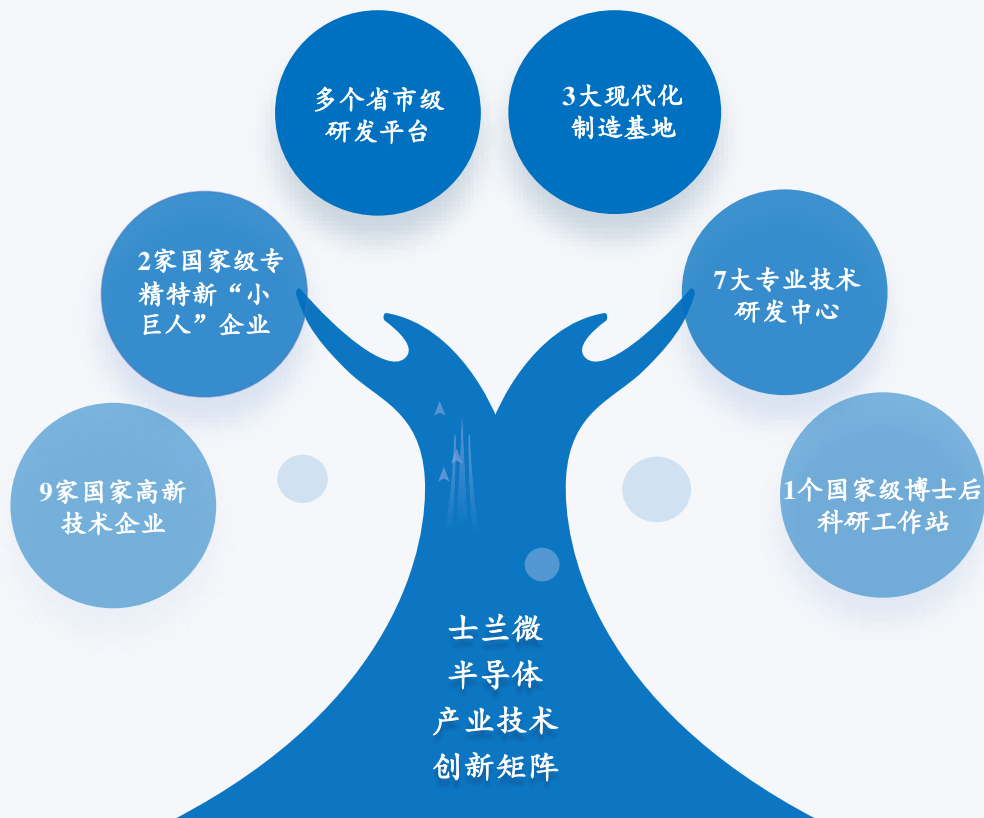 多个省市级
研发平台
3大现代化
制造基地
2家国家级专
精特新“小
巨人”企业
7大专业技术
研发中心
9家国家高新
技术企业
1个国家级博士后
科研工作站
士兰微
半导体
产业技术
创新矩阵